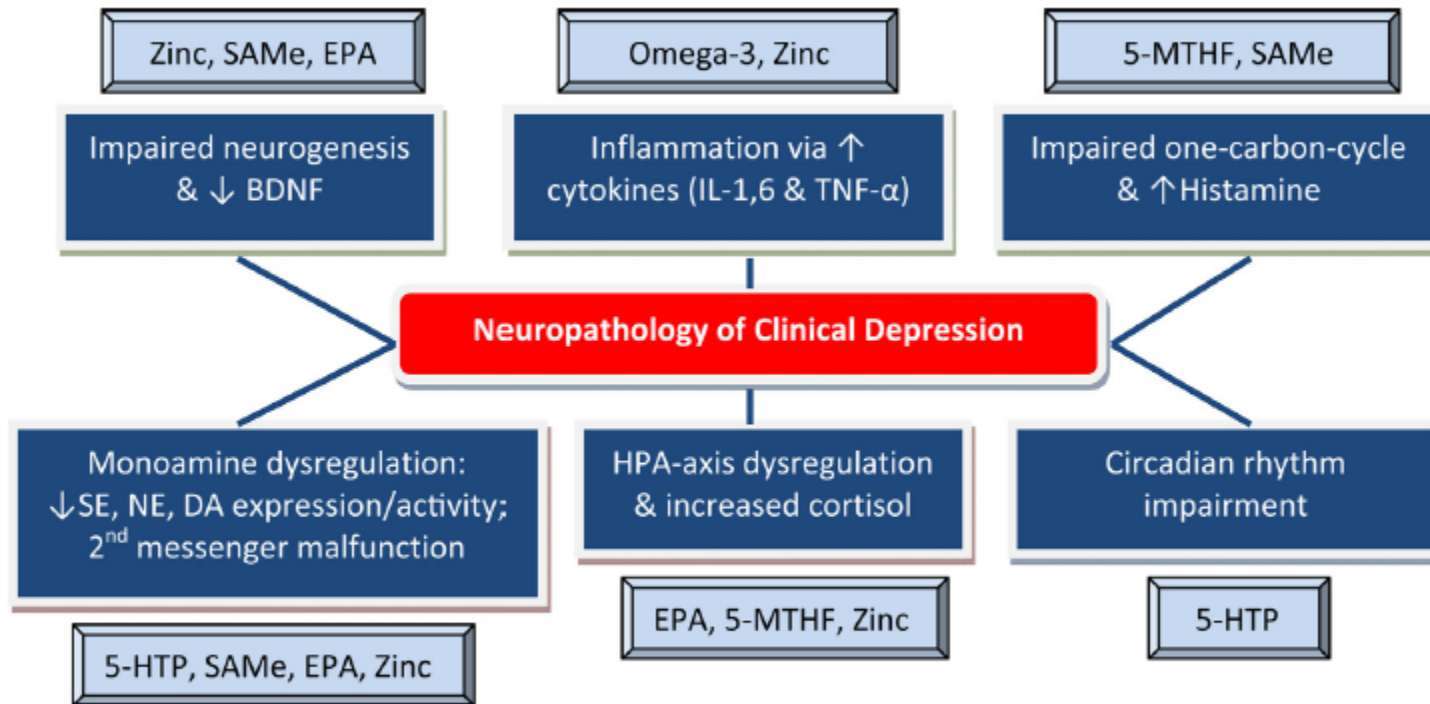 Zinc, SAMe, EPA
Omega-3, Zinc
5-MTHF, SAMe
Impaired neurogenesis
& ↓ BDNF
Inflammation via ↑
cytokines (IL-1,6 & TNF-α)
Impaired one-carbon-cycle
& ↑Histamine
Neuropathology of Clinical Depression
Monoamine dysregulation:
↓SE, NE, DA expression/activity;
2nd messenger malfunction
HPA-axis dysregulation
& increased cortisol
Circadian rhythm
impairment
5-HTP, SAMe, EPA, Zinc
EPA, 5-MTHF, Zinc
5-HTP